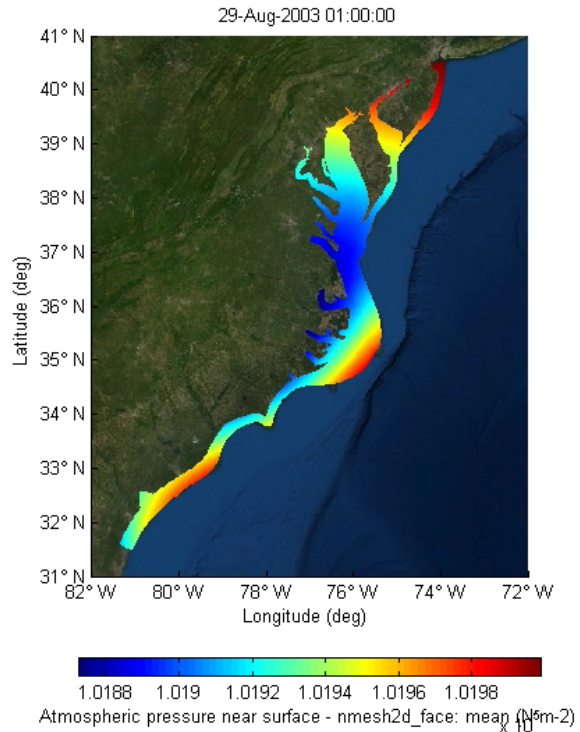 29-Aug-2003 01:00:00
41° N
40° N
39° N
38° N
37° N
36° N
35° N
34° N
33° N
32° N
31° N
Latitude (deg)
82° W 80° W 78° W 76° W 74° W 72° W
Longitude (deg)
1.0188 1.019 1.0192 1.0194 1.0196 1.0198
Atmospheric pressure near surface - nmesh2d_face: mean m-2)
x 10